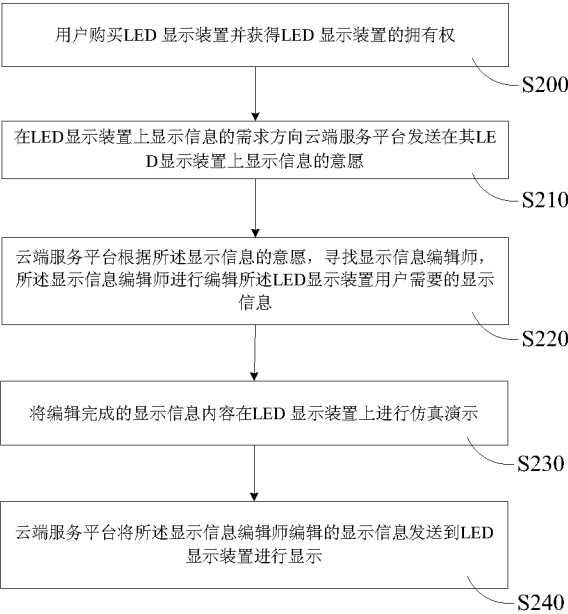 用户购买LED 显示装置并获得LED 显示装置的拥有权
S200
在LED显示装置上显示信息的需求方向云端服务平台发送在其LE
D显示装置上显示信息的意愿
S210
云端服务平台根据所述显示信息的意愿，寻找显示信息编辑师，
所述显示信息编辑师进行编辑所述LED显示装置用户需要的显示
信息
S220
将编辑完成的显示信息内容在LED 显示装置上进行仿真演示
S230
云端服务平台将所述显示信息编辑师编辑的显示信息发送到LED
显示装置进行显示
S240